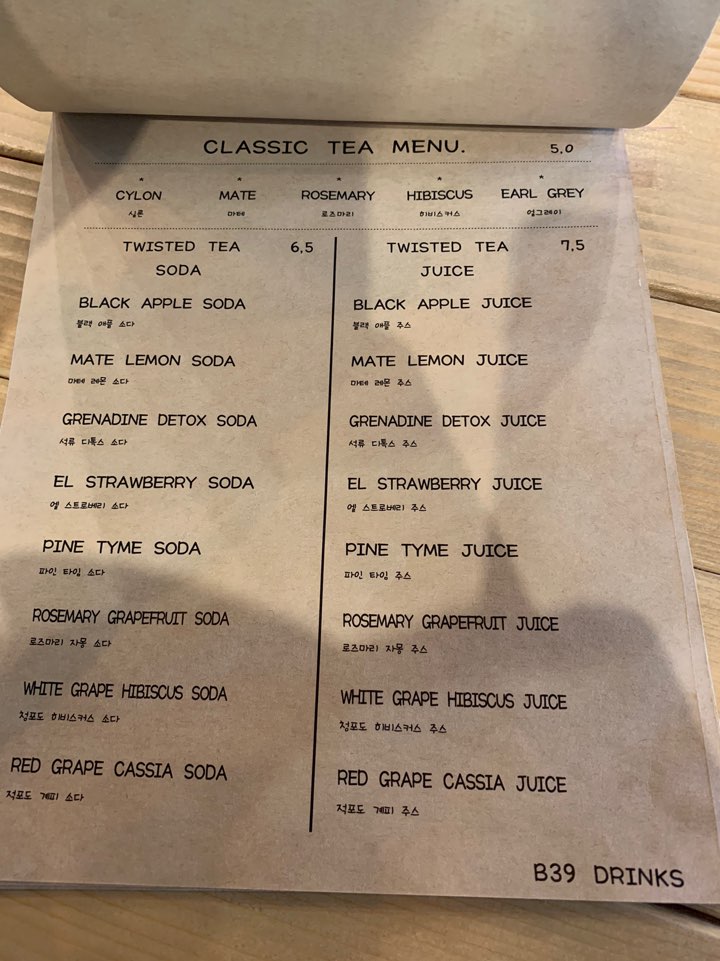 CLASSIC TEA MENU. 5,0
* * * * *
CYLON MATE ROSEMARY HIBISCUS EARL GREY
실론 마테 로즈마리 히비스커스 얼그레이
TWISTED TEA 6,5
SODA
BLACK APPLE SODA
블랙 애플 소다
MATE LEMON SODA
마테 레몬 소다
GRENADINE DETOX SODA
석류 디톡스 소다
EL STRAWBERRY SODA
엘 스트로베리 소다
PINE TYME SODA
파인 타임 소다
ROSEMARY GRAPEFRUIT SODA
로즈마리 자몽 소다
WHITE GRAPE HIBISCUS SODA
청포도 히비스커스 소다
RED GRAPE CASSIA SODA
적포도 계피 소다
TWISTED TEA 7,5
JUICE
BLACK APPLE JUICE
블랙 애플 주스
MATE LEMON JUICE
마테 레몬 주스
GRENADINE DETOX JUICE
석류 디톡스 주스
EL STRAWBERRY JUICE
엘 스트로베리 주스
PINE TYME JUICE
파인 타임 주스
ROSEMARY GRAPEFRUIT JUICE
로즈마리 자몽 주스
WHITE GRAPE HIBISCUS JUICE
청포도 히비스커스 주스
RED GRAPE CASSIA JUICE
적포도 계피 주스
B39 DRINKS